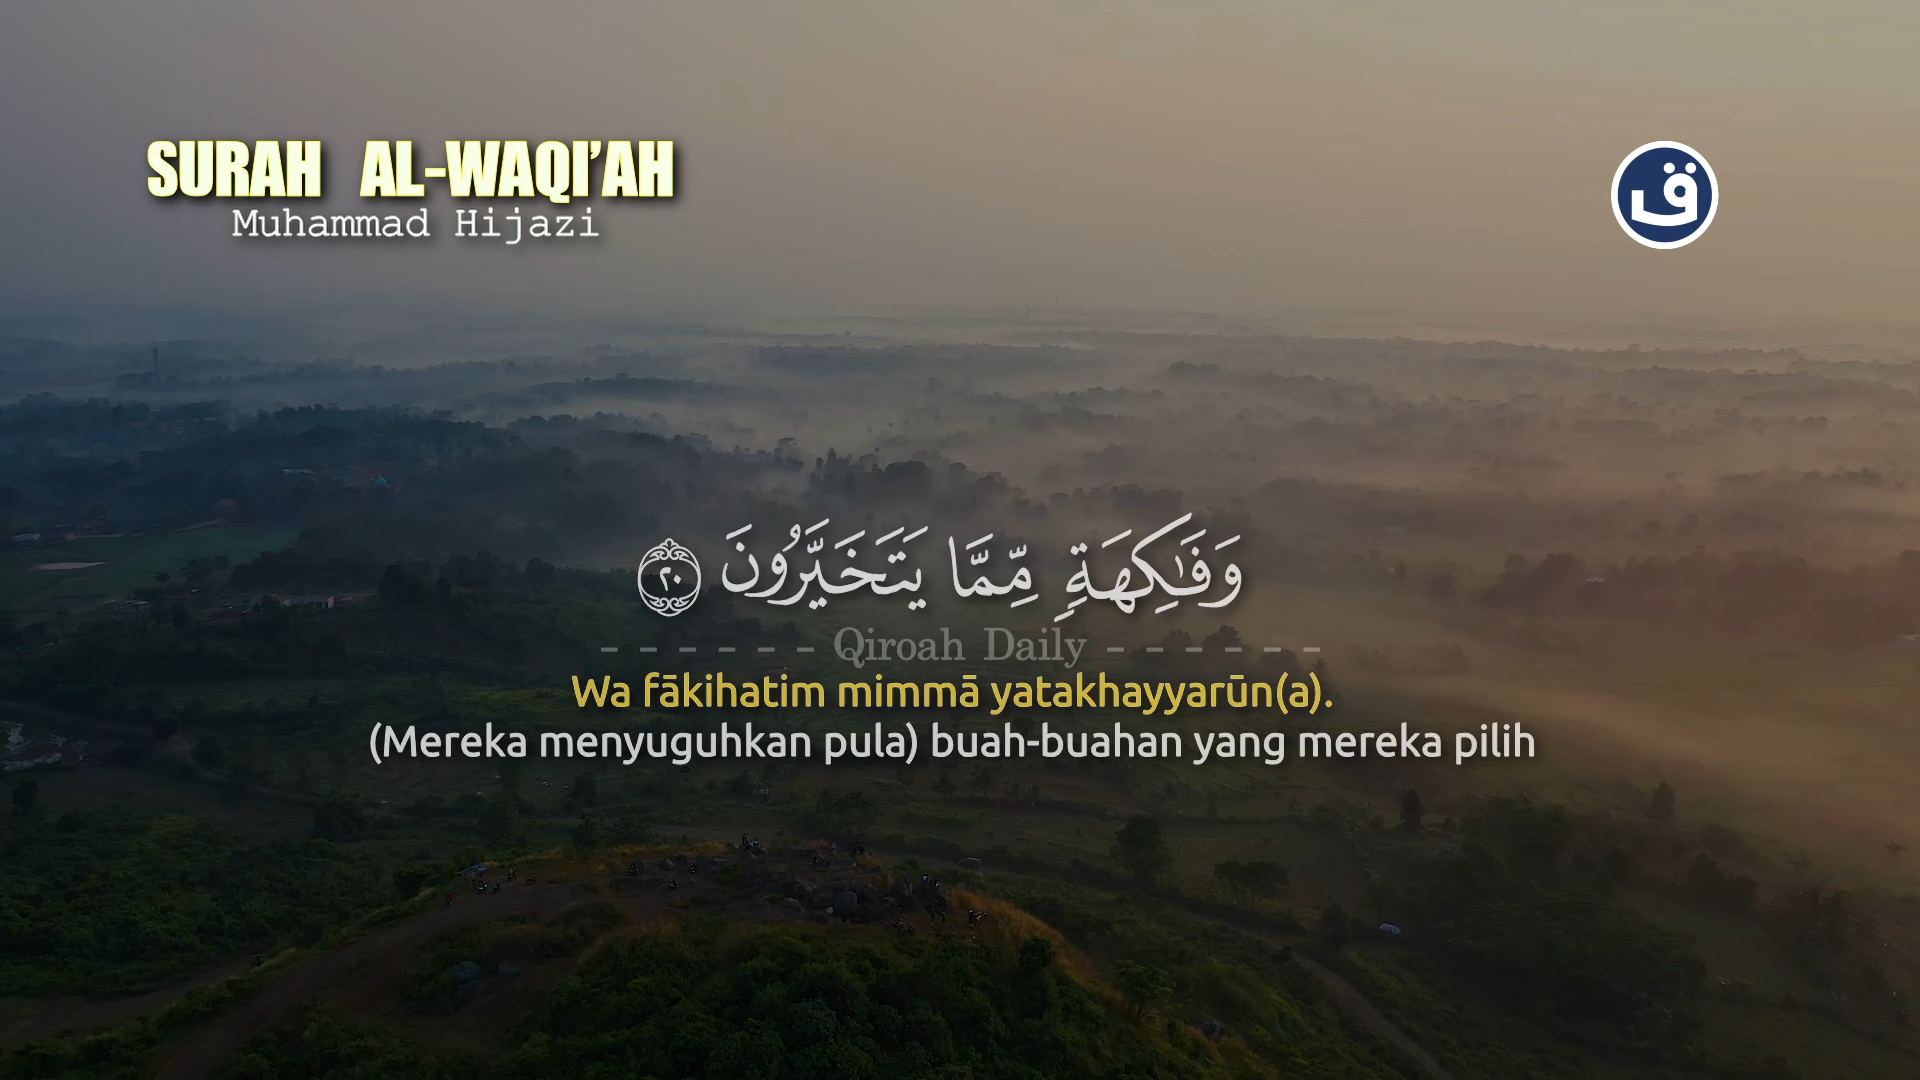 SURAH AL-WAQI'AH
Muhammad Hijazi
ق
وَفَاكِهَةٍ مِّمَّا يَتَخَيَّرُونَ ٢٠
- - - - - - Qiroah Daily - - - - - -
Wa fākihatim mimmā yatakhayyarūn(a).
(Mereka menyuguhkan pula) buah-buahan yang mereka pilih